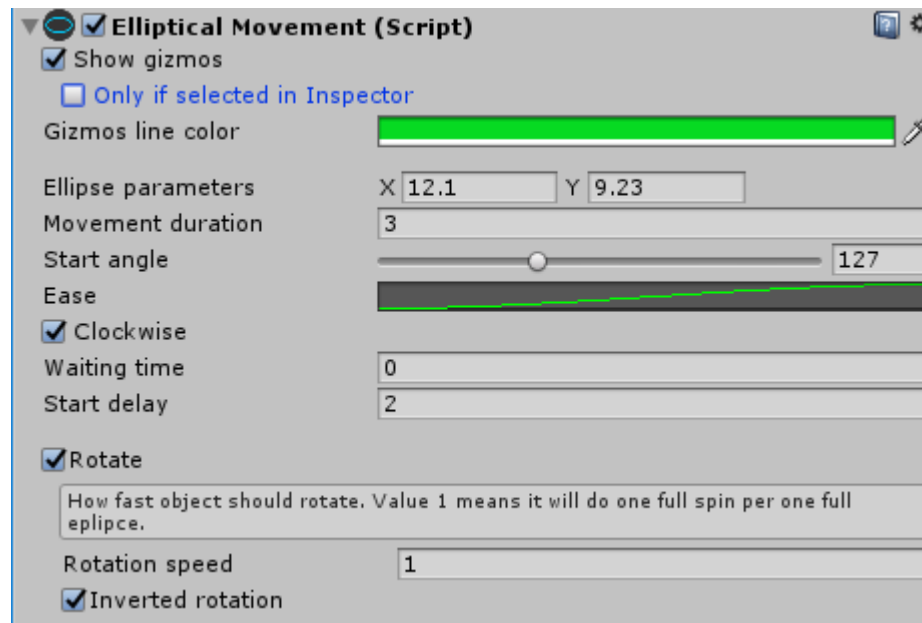 Elliptical Movement (Script)
Show gizmos
Only if selected in Inspector
Gizmos line color
Ellipse parameters X 12.1 Y 9.23
Movement duration 3
Start angle 127
Ease
Clockwise
Waiting time 0
Start delay 2
Rotate
How fast object should rotate. Value 1 means it will do one full spin per one full
eplipce.
Rotation speed 1
Inverted rotation